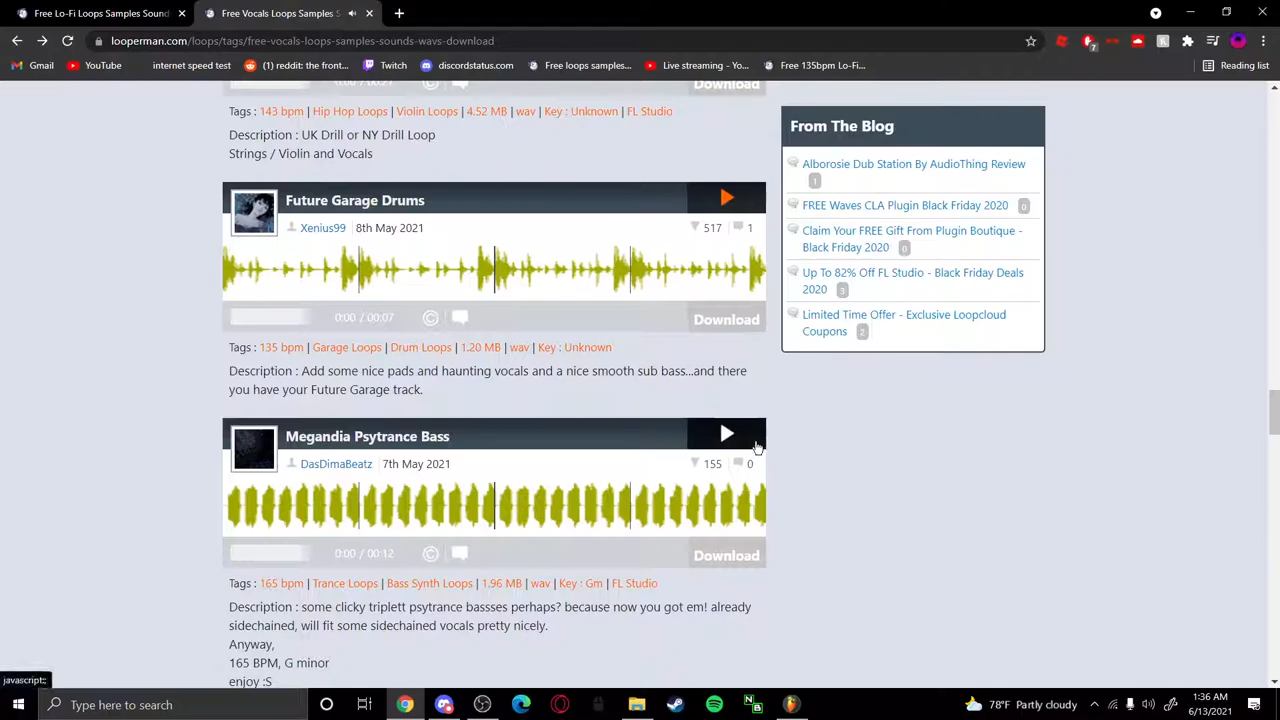 Free Lo-Fi Loops Samples Sound
Free Vocals Loops Samples S
looperman.com/loops/tags/free-vocals-loops-samples-sounds-wavs-download
7
Gmail
YouTube
internet speed test
reddit: the front...
Twitch
discordstatus.com
Free loops samples...
Live streaming - Yo...
Free 135bpm Lo-Fi...
Reading list
Download
Tags : 143 bpm | Hip Hop Loops | Violin Loops | 4.52 MB | wav | Key : Unknown | FL Studio
Description : UK Drill or NY Drill Loop
Strings / Violin and Vocals
Future Garage Drums
Xenius99 8th May 2021 517 1
0:00 / 00:07 Download
Tags : 135 bpm | Garage Loops | Drum Loops | 1.20 MB | wav | Key : Unknown
Description : Add some nice pads and haunting vocals and a nice smooth sub bass...and there
you have your Future Garage track.
Megandia Psytrance Bass
DasDimaBeatz 7th May 2021 155 0
0:00 / 00:12 Download
Tags : 165 bpm | Trance Loops | Bass Synth Loops | 1.96 MB | wav | Key : Gm | FL Studio
Description : some clicky triplett psytrance bassses perhaps? because now you got em! already
sidechained, will fit some sidechained vocals pretty nicely.
Anyway,
165 BPM, G minor
enjoy :S
From The Blog
Alborosie Dub Station By AudioThing Review
1
FREE Waves CLA Plugin Black Friday 2020 0
Claim Your FREE Gift From Plugin Boutique -
Black Friday 2020 0
Up To 82% Off FL Studio - Black Friday Deals
2020 3
Limited Time Offer - Exclusive Loopcloud
Coupons 2
javascript:;
Type here to search
78°F Partly cloudy
1:36 AM
6/13/2021